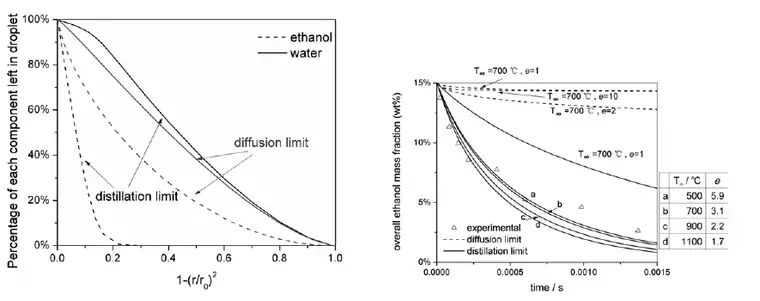 Percentage of each component left in droplet
100%
80%
60%
40%
20%
0%
ethanol
water
diffusion limit
distillation limit
0.0 0.2 0.4 0.6 0.8 1.0
1-(r/r₀)²
overall ethanol mass fraction (wt%)
15%
10%
5%
0%
T∞ =700 ℃ , e=1
T∞ =700 ℃ , e=10
T∞ =700 ℃ , e=2
T∞ =700 ℃ , e=1
a
b
c
d
experimental
diffusion limit
distillation limit
0.0000 0.0005 0.0010 0.0015
time / s
T∞ / ℃ e
a 500 5.9
b 700 3.1
c 900 2.2
d 1100 1.7